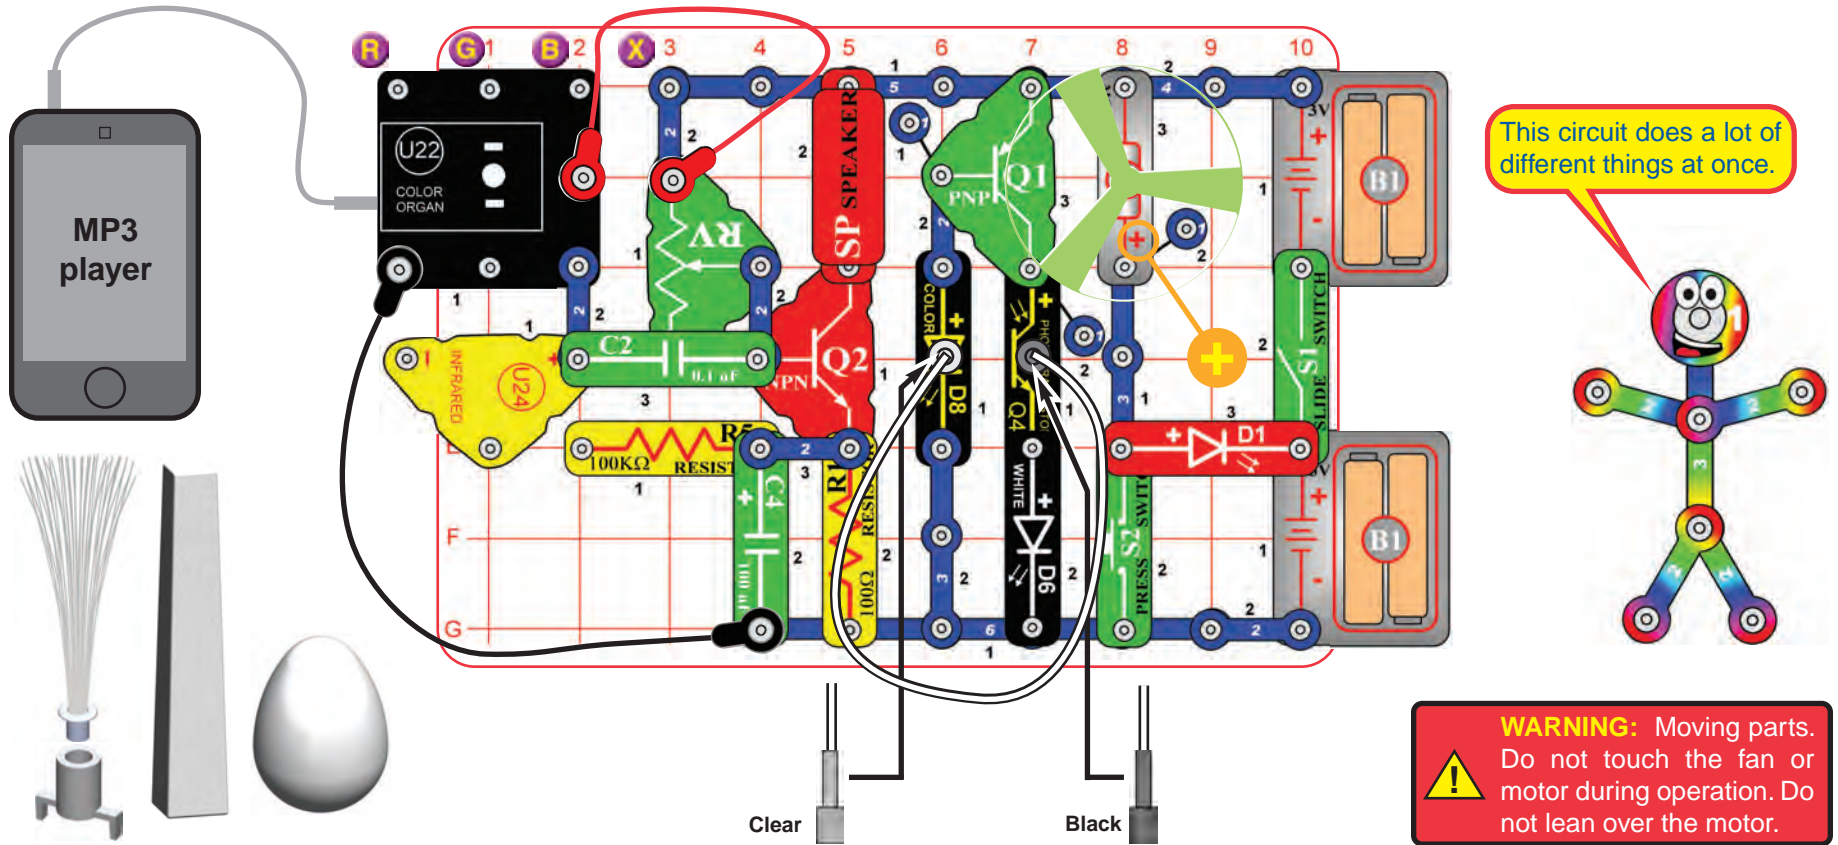 R G 1 B 2 X 3 4 5 6 7 8 9 10
MP3
player
U22
COLOR
ORGAN
RV
SP SPEAKER
Q1
PNP
3V
B1
S1
SLIDE SWITCH
C2
0.1 uF
Q2
NPN
COLOR
D8
Q4
INFRARED
U24
R5
100KΩ
C4
R1
100Ω
WHITE
D6
D1
S2
PRESS
B1
E
F
G
Clear
Black
This circuit does a lot of
different things at once.
WARNING: Moving parts.
Do not touch the fan or
motor during operation. Do
not lean over the motor.